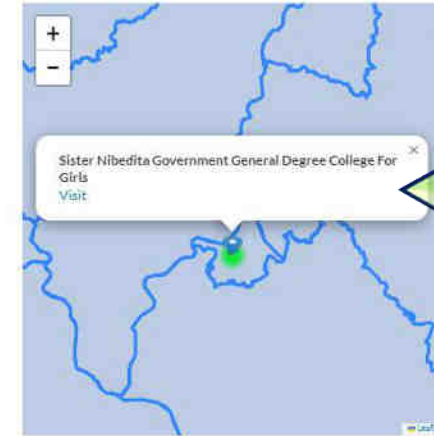 +
−
Sister Nibedita Government General Degree College For
Girls
Visit
×